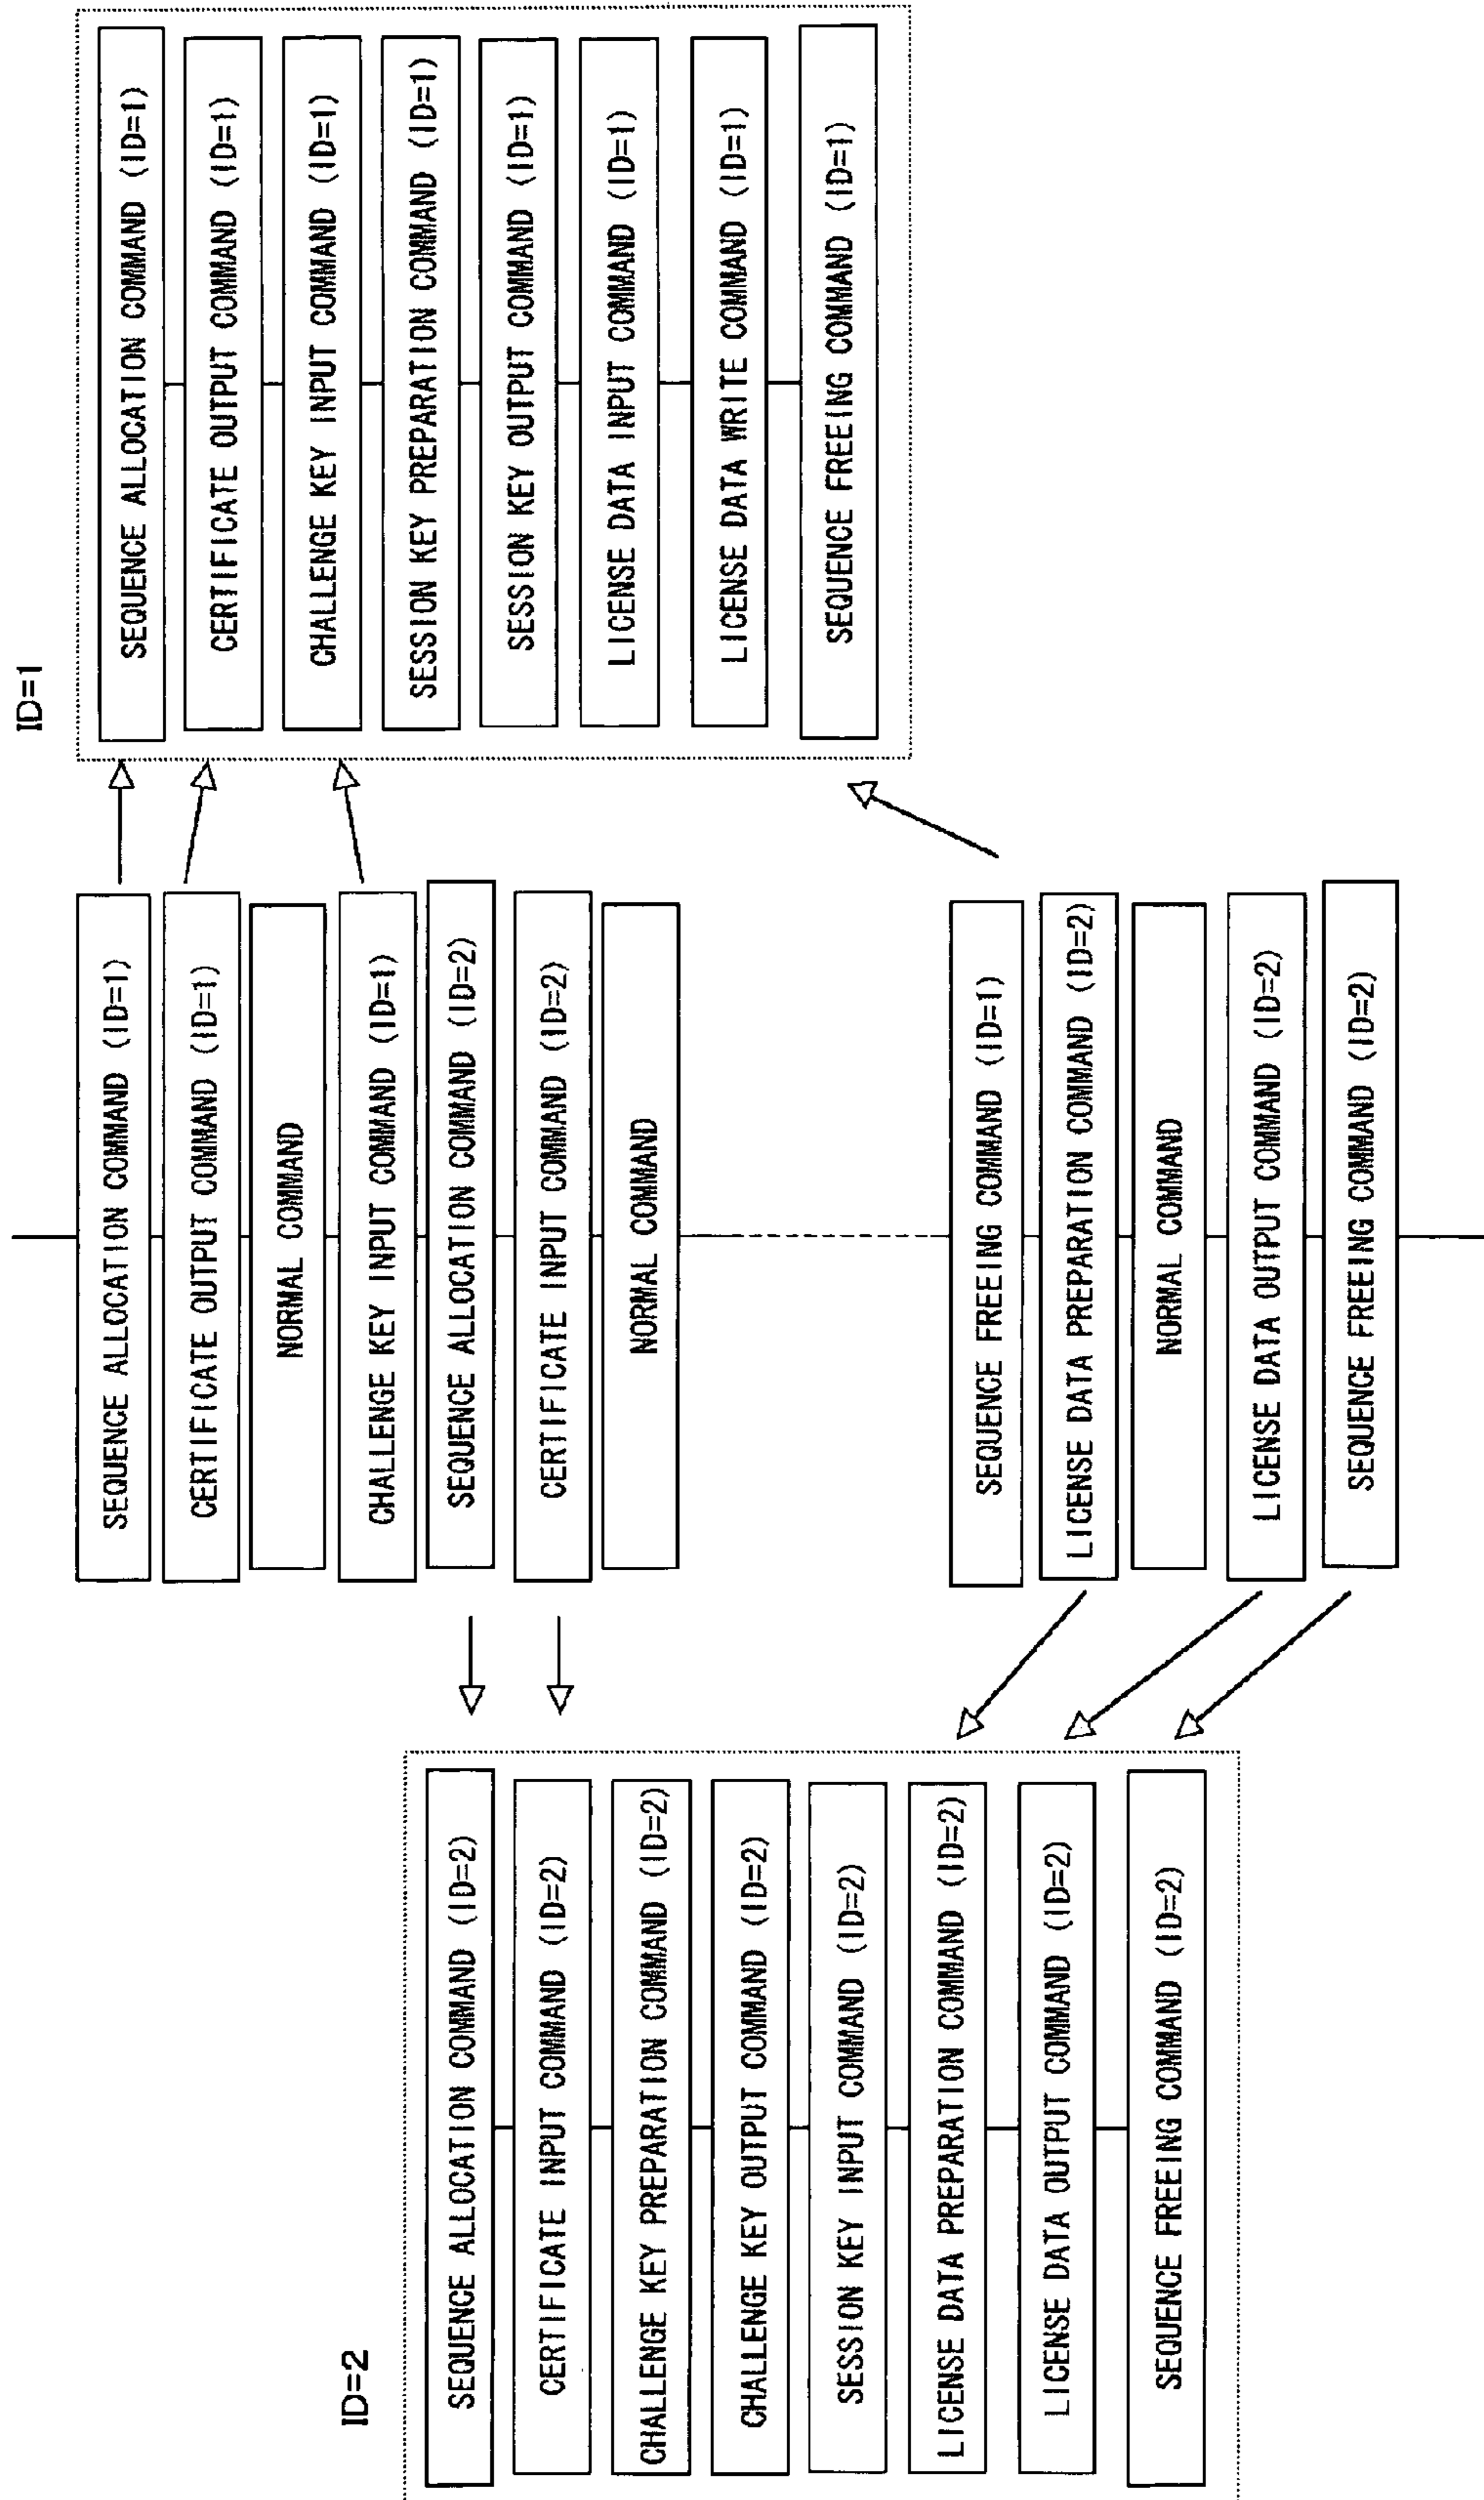 ID=2
SEQUENCE ALLOCATION COMMAND (ID=2)
CERTIFICATE INPUT COMMAND (ID=2)
CHALLENGE KEY PREPARATION COMMAND (ID=2)
CHALLENGE KEY OUTPUT COMMAND (ID=2)
SESSION KEY INPUT COMMAND (ID=2)
LICENSE DATA PREPARATION COMMAND (ID=2)
LICENSE DATA OUTPUT COMMAND (ID=2)
SEQUENCE FREEING COMMAND (ID=2)
SEQUENCE ALLOCATION COMMAND (ID=1)
CERTIFICATE OUTPUT COMMAND (ID=1)
NORMAL COMMAND
CHALLENGE KEY INPUT COMMAND (ID=1)
SEQUENCE ALLOCATION COMMAND (ID=2)
CERTIFICATE INPUT COMMAND (ID=2)
NORMAL COMMAND
SEQUENCE FREEING COMMAND (ID=1)
LICENSE DATA PREPARATION COMMAND (ID=2)
NORMAL COMMAND
LICENSE DATA OUTPUT COMMAND (ID=2)
SEQUENCE FREEING COMMAND (ID=2)
ID=1
SEQUENCE ALLOCATION COMMAND (ID=1)
CERTIFICATE OUTPUT COMMAND (ID=1)
CHALLENGE KEY INPUT COMMAND (ID=1)
SESSION KEY PREPARATION COMMAND (ID=1)
SESSION KEY OUTPUT COMMAND (ID=1)
LICENSE DATA INPUT COMMAND (ID=1)
LICENSE DATA WRITE COMMAND (ID=1)
SEQUENCE FREEING COMMAND (ID=1)